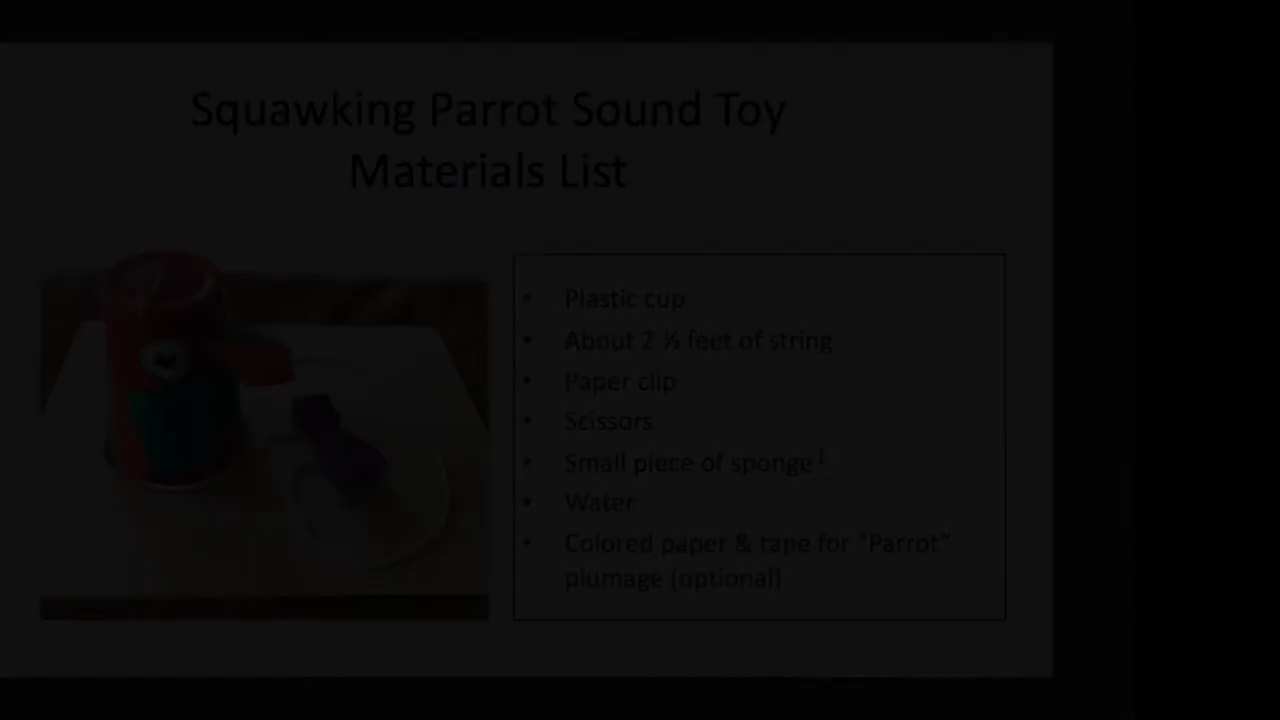 Squawking Parrot Sound Toy
Materials List
• Plastic cup
• About 2 ½ feet of string
• Paper clip
• Scissors
• Small piece of sponge
• Water
• Colored paper & tape for "Parrot"
plumage (optional)